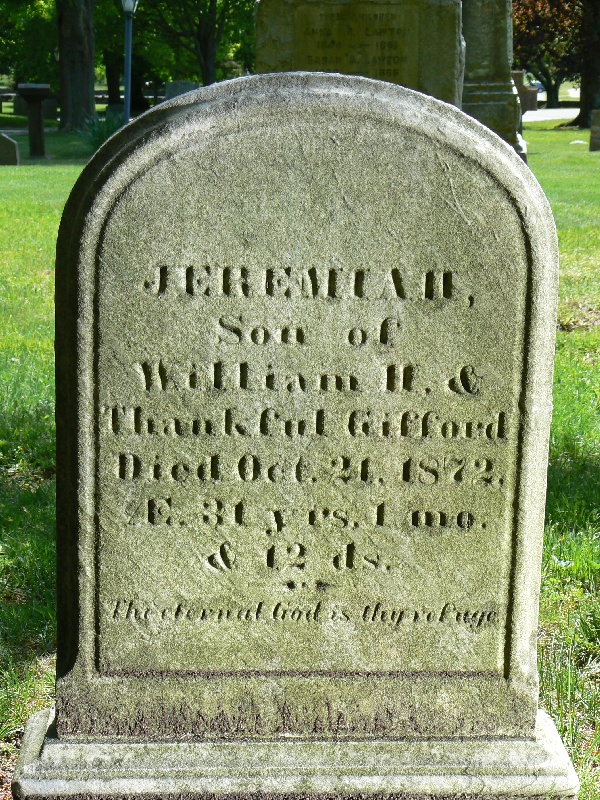 JEREMIAH,
Son of
William H. &
Thankful Gifford
Died Oct. 21, 1872,
Æ. 31 yrs. 1 mo.
& 12 ds.
The eternal God is thy refuge